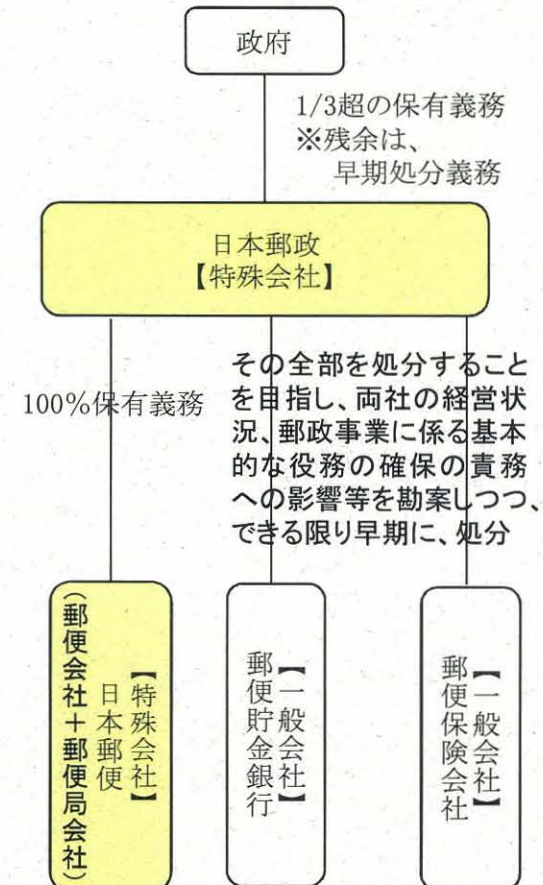 政府
1/3超の保有義務
※残余は、
早期処分義務
日本郵政
【特殊会社】
100%保有義務
その全部を処分すること
を目指し、両社の経営状
況、郵政事業に係る基本
的な役務の確保の責務
への影響等を勘案しつつ、
できる限り早期に、処分
【特殊会社】
日本郵便
（郵便会社＋郵便局会社）
【一般会社】
郵便貯金銀行
【一般会社】
郵便保険会社